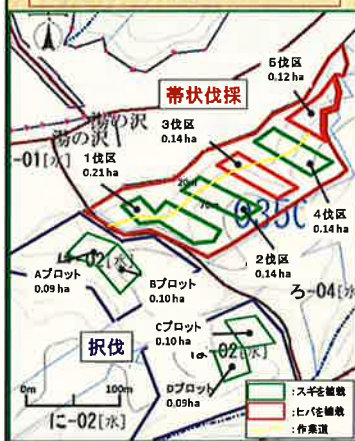 5伐区
0.12 ha
帯状伐採
3伐区
0.14 ha
湯の沢
湯の沢
-01[水]
1伐区
0.21 ha
20m
70m
035C
4伐区
0.14 ha
2伐区
0.14 ha
Aプロット
0.09 ha
-02[水]
Bプロット
0.10 ha
ろ-04[水]
Cプロット
0.10 ha
択伐
-02[水]
Dプロット
0.09ha
0m
100m
に-02[水]
:スギを植栽
:ヒバを植栽
:作業道